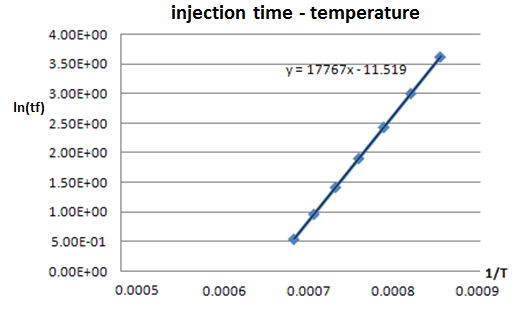 injection time - temperature
4.00E+00
3.50E+00
y = 17767x - 11.519
3.00E+00
ln(tf)
2.50E+00
2.00E+00
1.50E+00
1.00E+00
5.00E-01
0.00E+00
1/T
0.0005 0.0006 0.0007 0.0008 0.0009